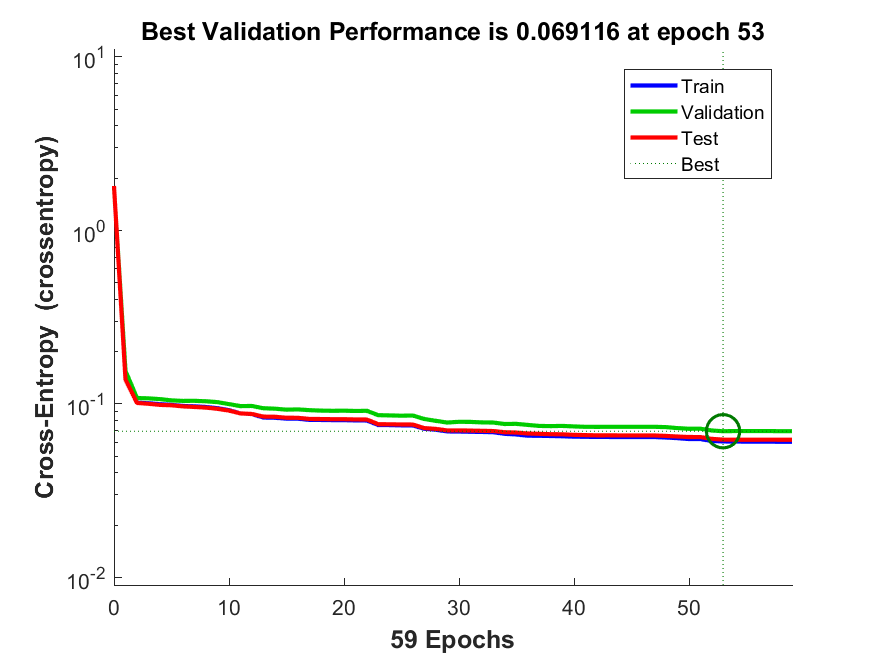 Best Validation Performance is 0.069116 at epoch 53
Cross-Entropy (crossentropy)
10^1
10^0
10^-1
10^-2
Train
Validation
Test
Best
0 10 20 30 40 50
59 Epochs